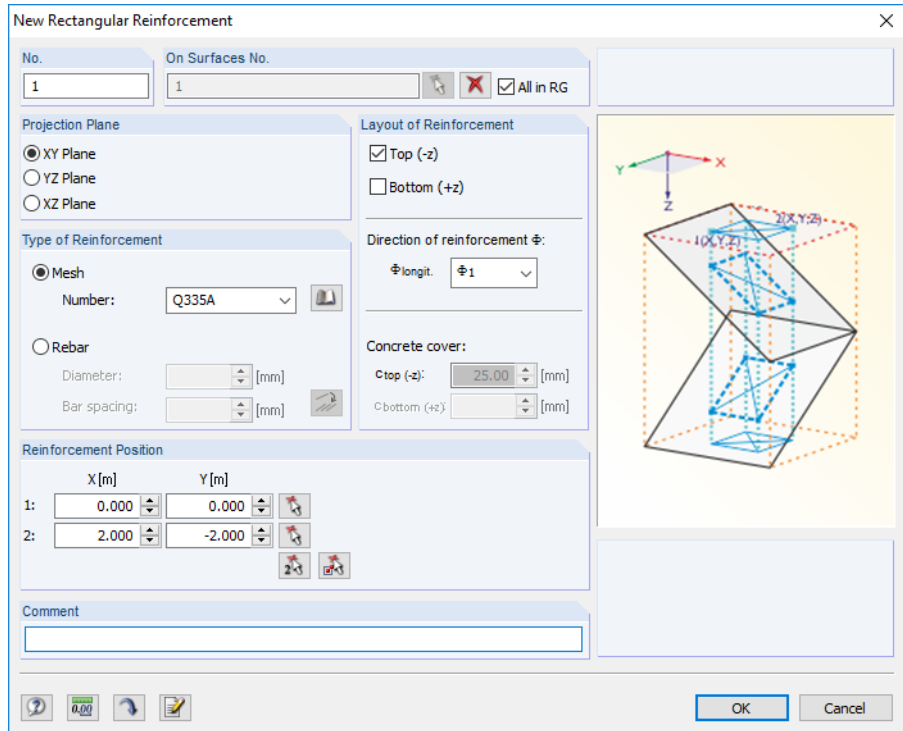 New Rectangular Reinforcement
No.
On Surfaces No.
1
1
All in RG
Projection Plane
XY Plane
YZ Plane
XZ Plane
Layout of Reinforcement
Top (-z)
Bottom (+z)
Direction of reinforcement Φ:
Φlongit.
Φ1
Type of Reinforcement
Mesh
Number:
Q335A
Rebar
Diameter:
[mm]
Bar spacing:
[mm]
Concrete cover:
Ctop (-z):
25.00
[mm]
Cbottom (+z):
[mm]
Y
X
Z
2(X,Y;Z)
1(X,Y,Z)
Reinforcement Position
X [m]
Y [m]
1:
0.000
0.000
2:
2.000
-2.000
2
Comment
0.00
OK
Cancel